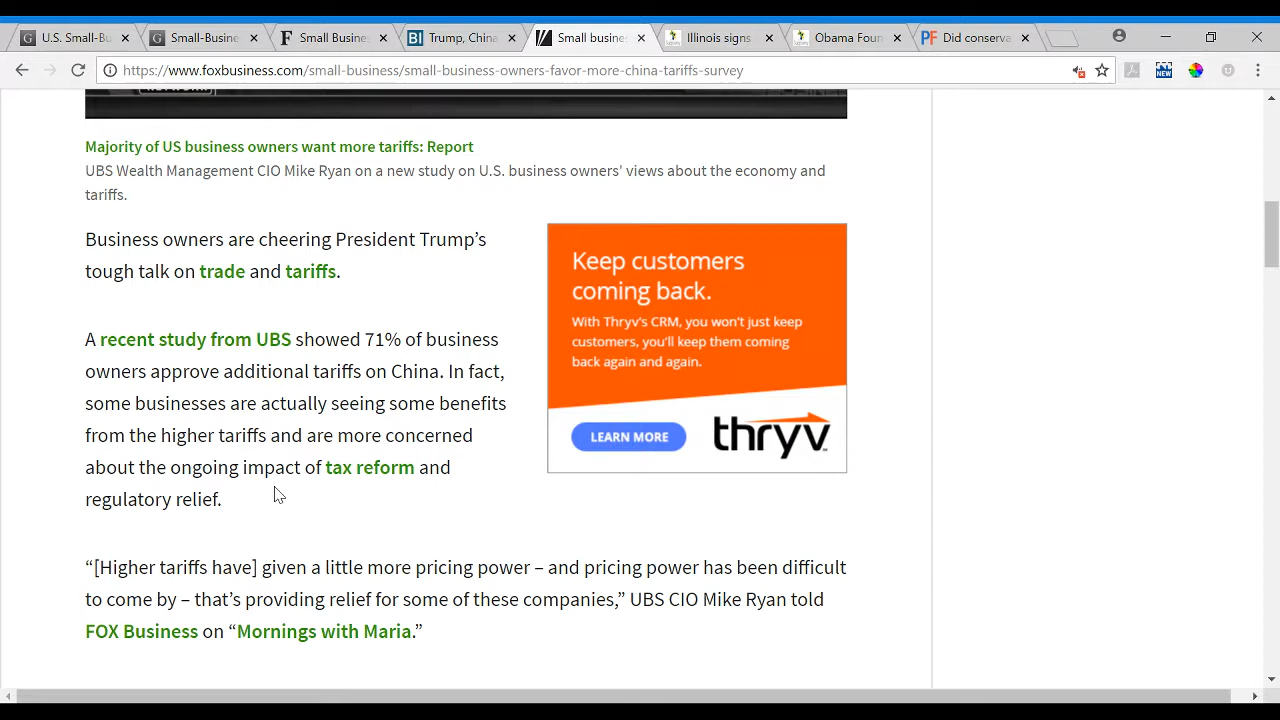 U.S. Small-Bu
Small-Busine
Small Busine
Trump, China
Small busine
Illinois signs
Obama Foun
Did conserva
https://www.foxbusiness.com/small-business/small-business-owners-favor-more-china-tariffs-survey
NEW
NETWORK
Majority of US business owners want more tariffs: Report
UBS Wealth Management CIO Mike Ryan on a new study on U.S. business owners' views about the economy and
tariffs.
Business owners are cheering President Trump’s
tough talk on trade and tariffs.
A recent study from UBS showed 71% of business
owners approve additional tariffs on China. In fact,
some businesses are actually seeing some benefits
from the higher tariffs and are more concerned
about the ongoing impact of tax reform and
regulatory relief.
Keep customers
coming back.
With Thryv's CRM, you won't just keep
customers, you'll keep them coming
back again and again.
LEARN MORE
thryv
“[Higher tariffs have] given a little more pricing power – and pricing power has been difficult
to come by – that’s providing relief for some of these companies,” UBS CIO Mike Ryan told
FOX Business on “Mornings with Maria.”